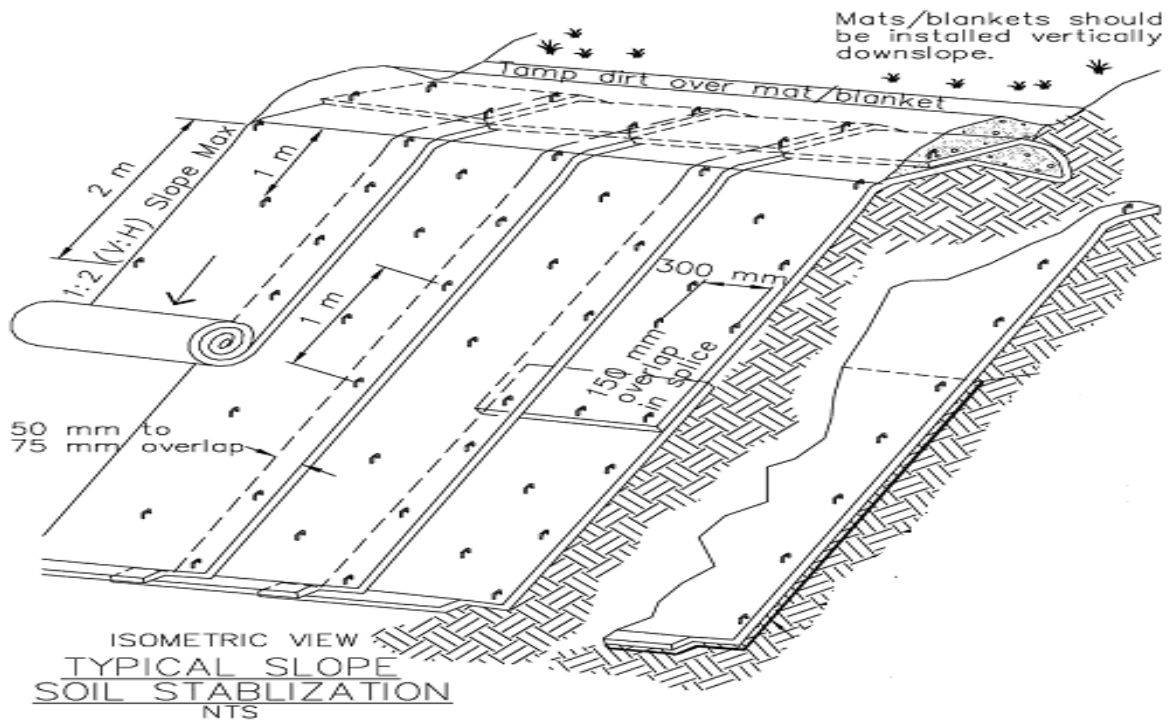 Mats/blankets should
be installed vertically
downslope.
Tamp dirt over mat/blanket
2 m
1 m
1:2 (V:H) Slope Max
300 mm
1 m
150 mm
overlap
in splice
50 mm to
75 mm overlap
ISOMETRIC VIEW
TYPICAL SLOPE
SOIL STABLIZATION
NTS